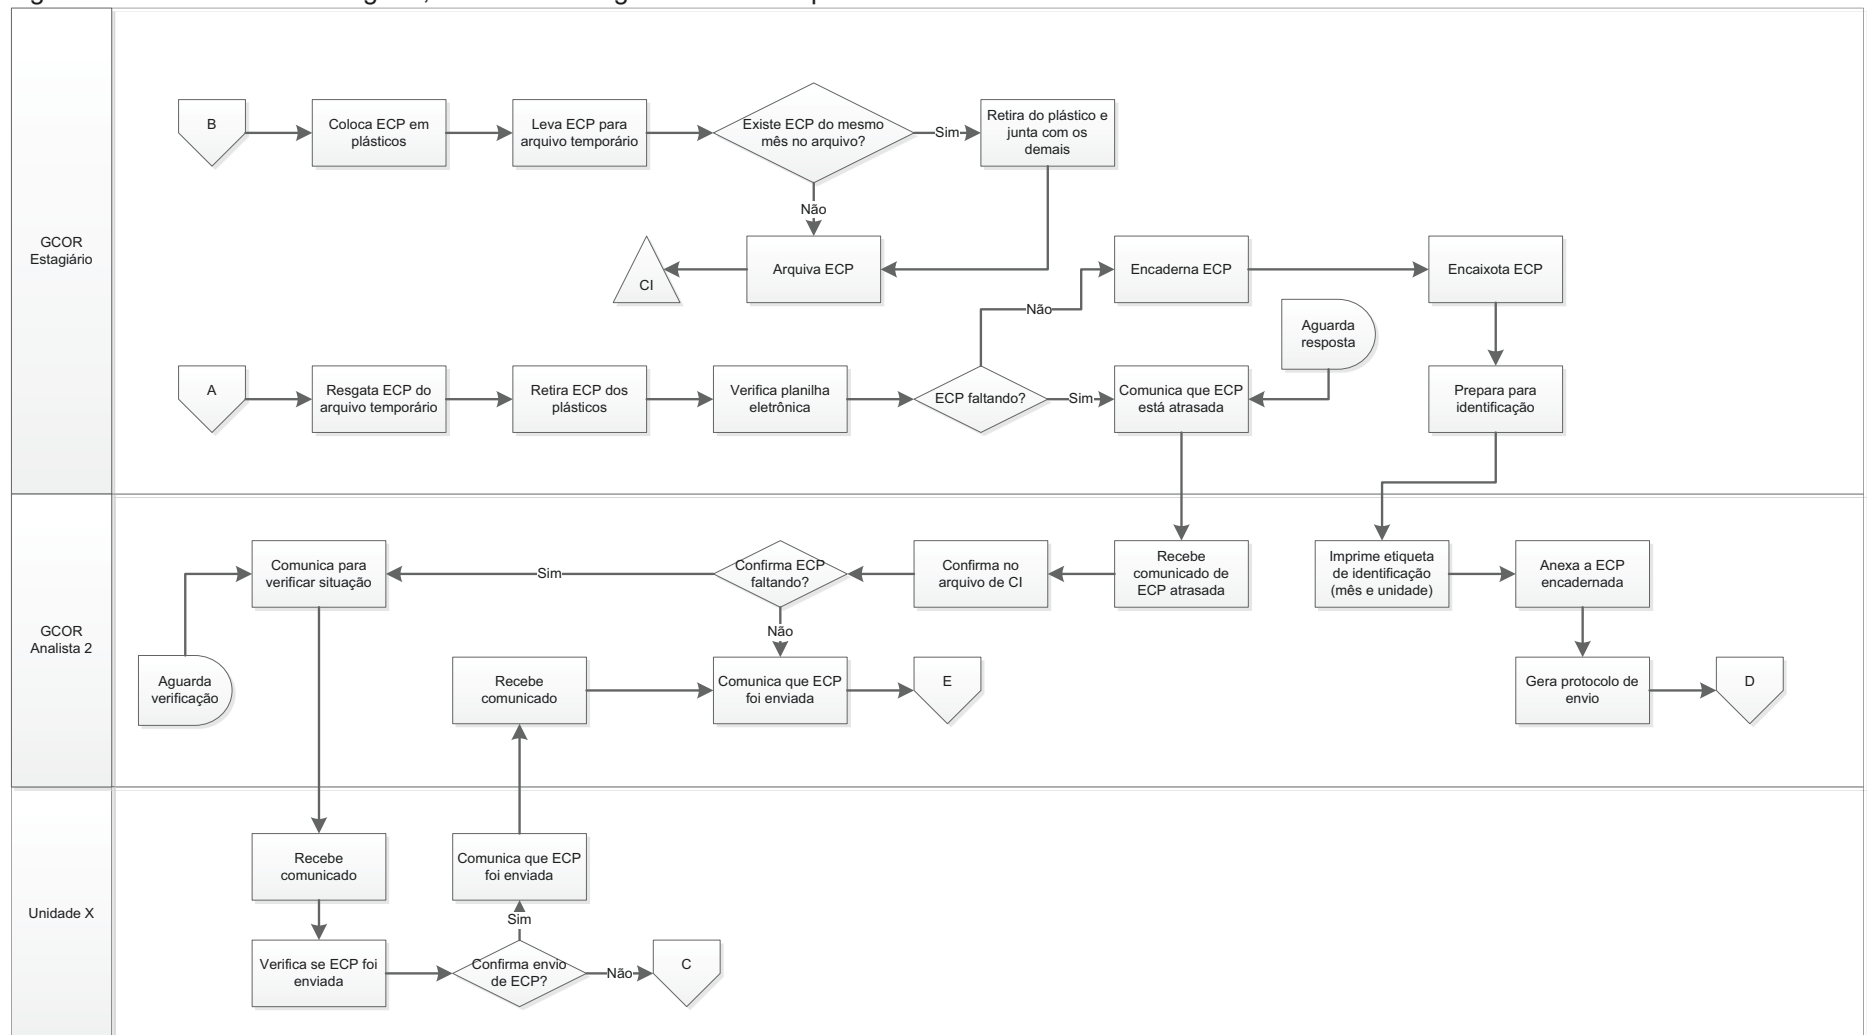 GCOR
Estagiário
B
Coloca ECP em
plásticos
Leva ECP para
arquivo temporário
Existe ECP do mesmo
mês no arquivo?
Sim
Retira do plástico e
junta com os
demais
Não
Arquiva ECP
CI
Encaderna ECP
Encaixota ECP
Não
Aguarda
resposta
A
Resgata ECP do
arquivo temporário
Retira ECP dos
plásticos
Verifica planilha
eletrônica
ECP faltando?
Sim
Comunica que ECP
está atrasada
Prepara para
identificação
GCOR
Analista 2
Comunica para
verificar situação
Sim
Confirma ECP
faltando?
Confirma no
arquivo de CI
Recebe
comunicado de
ECP atrasada
Imprime etiqueta
de identificação
(mês e unidade)
Anexa a ECP
encadernada
Não
Aguarda
verificação
Recebe
comunicado
Comunica que ECP
foi enviada
E
Gera protocolo de
envio
D
Unidade X
Recebe
comunicado
Comunica que ECP
foi enviada
Sim
Verifica se ECP foi
enviada
Confirma envio
de ECP?
Não
C